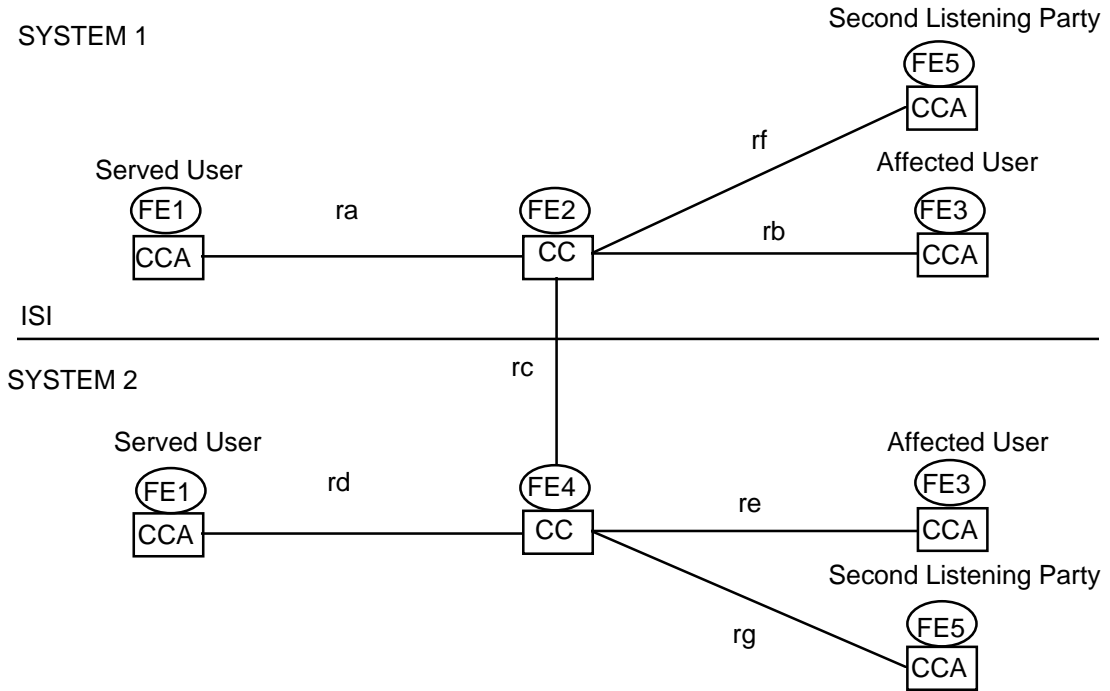 SYSTEM 1
Second Listening Party
FE5
CCA
rf
Served User
Affected User
FE1
ra
FE2
rb
FE3
CCA
CC
CCA
ISI
rc
SYSTEM 2
Served User
Affected User
FE1
rd
FE4
re
FE3
CCA
CC
CCA
Second Listening Party
rg
FE5
CCA